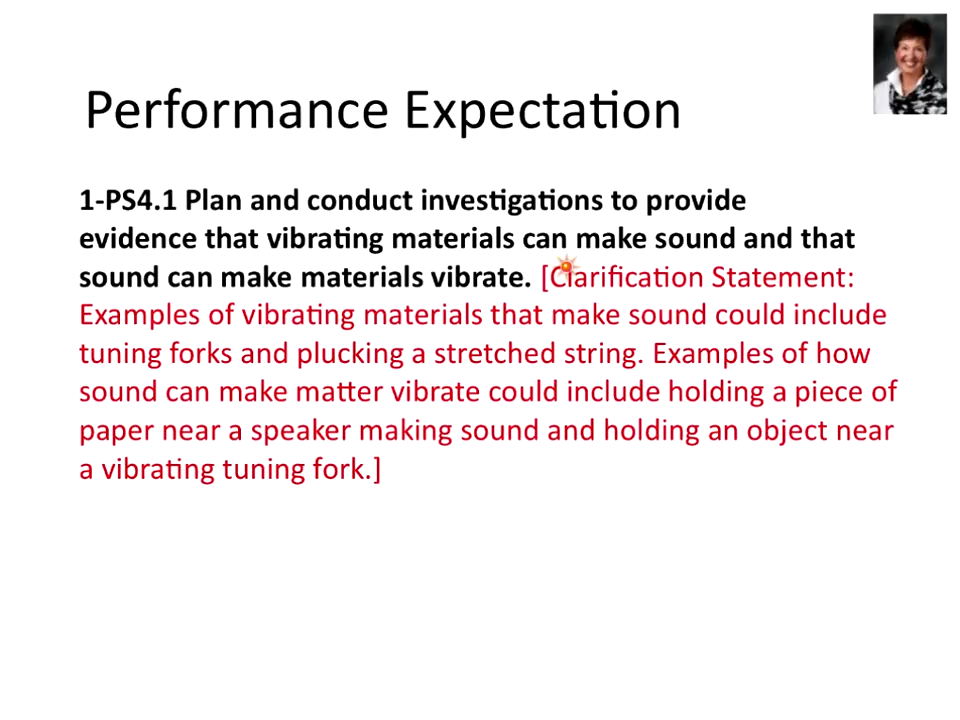 Performance Expectation
1-PS4.1 Plan and conduct investigations to provide
evidence that vibrating materials can make sound and that
sound can make materials vibrate. [Clarification Statement:
Examples of vibrating materials that make sound could include
tuning forks and plucking a stretched string. Examples of how
sound can make matter vibrate could include holding a piece of
paper near a speaker making sound and holding an object near
a vibrating tuning fork.]